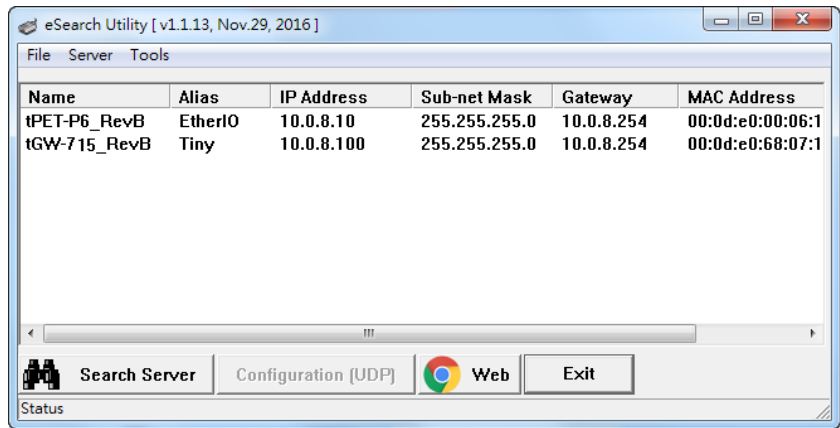 eSearch Utility [ v1.1.13, Nov.29, 2016 ]
File Server Tools
Name Alias IP Address Sub-net Mask Gateway MAC Address
tPET-P6_RevB EtherIO 10.0.8.10 255.255.255.0 10.0.8.254 00:0d:e0:00:06:1
tGW-715_RevB Tiny 10.0.8.100 255.255.255.0 10.0.8.254 00:0d:e0:68:07:1
Search Server Configuration (UDP) Web Exit
Status